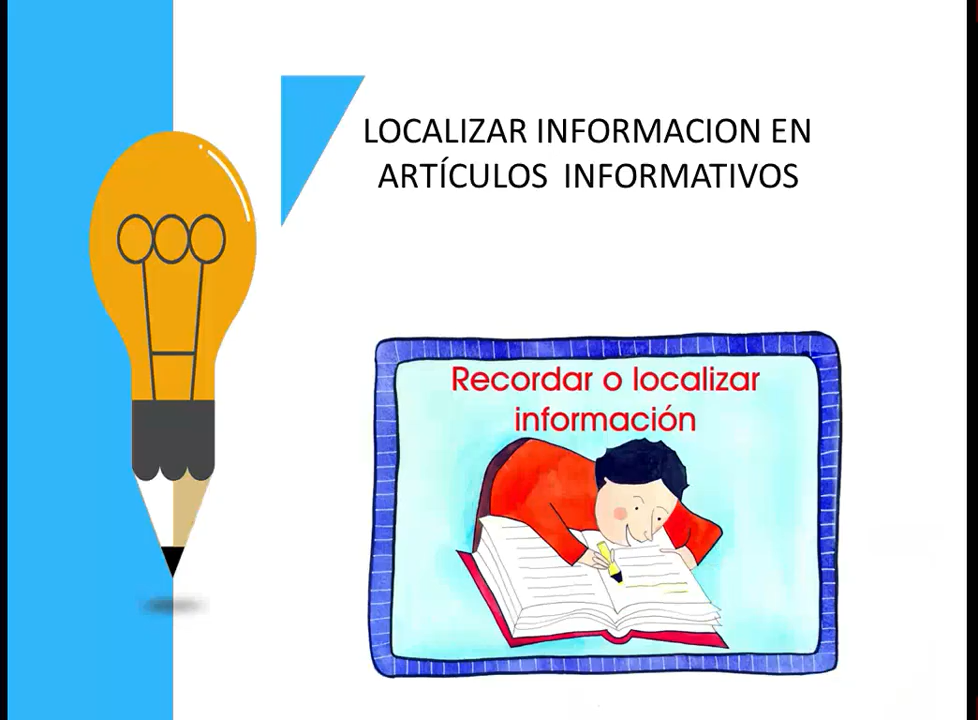 LOCALIZAR INFORMACION EN
ARTÍCULOS INFORMATIVOS
Recordar o localizar
información